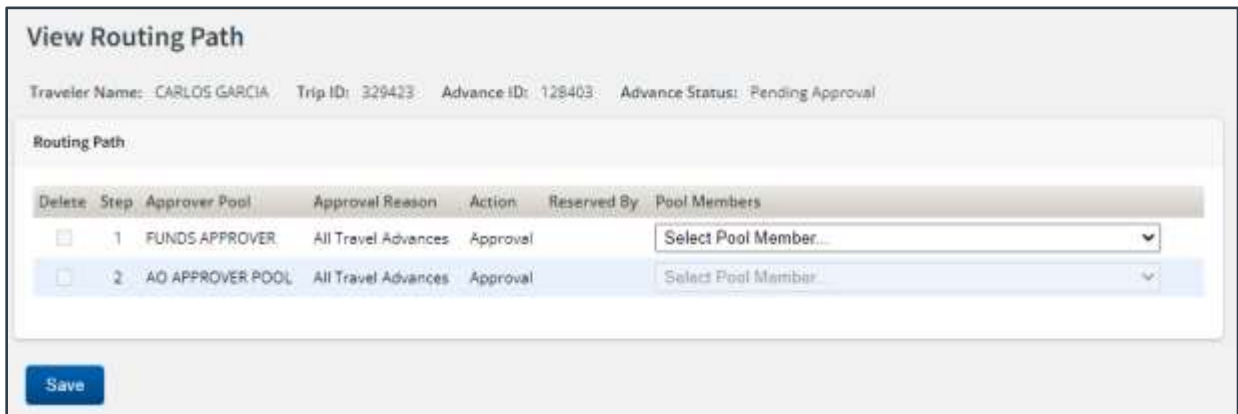 View Routing Path
Traveler Name: CARLOS GARCIA Trip ID: 329423 Advance ID: 128403 Advance Status: Pending Approval
Routing Path
Delete Step Approver Pool Approval Reason Action Reserved By Pool Members
1 FUNDS APPROVER All Travel Advances Approval Select Pool Member...
2 AO APPROVER POOL All Travel Advances Approval Select Pool Member...
Save